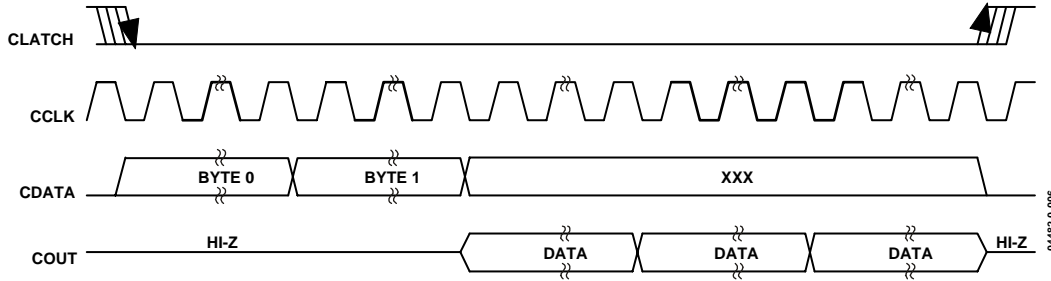 CLATCH
CCLK
CDATA
BYTE 0
BYTE 1
XXX
COUT
HI-Z
DATA
DATA
DATA
HI-Z